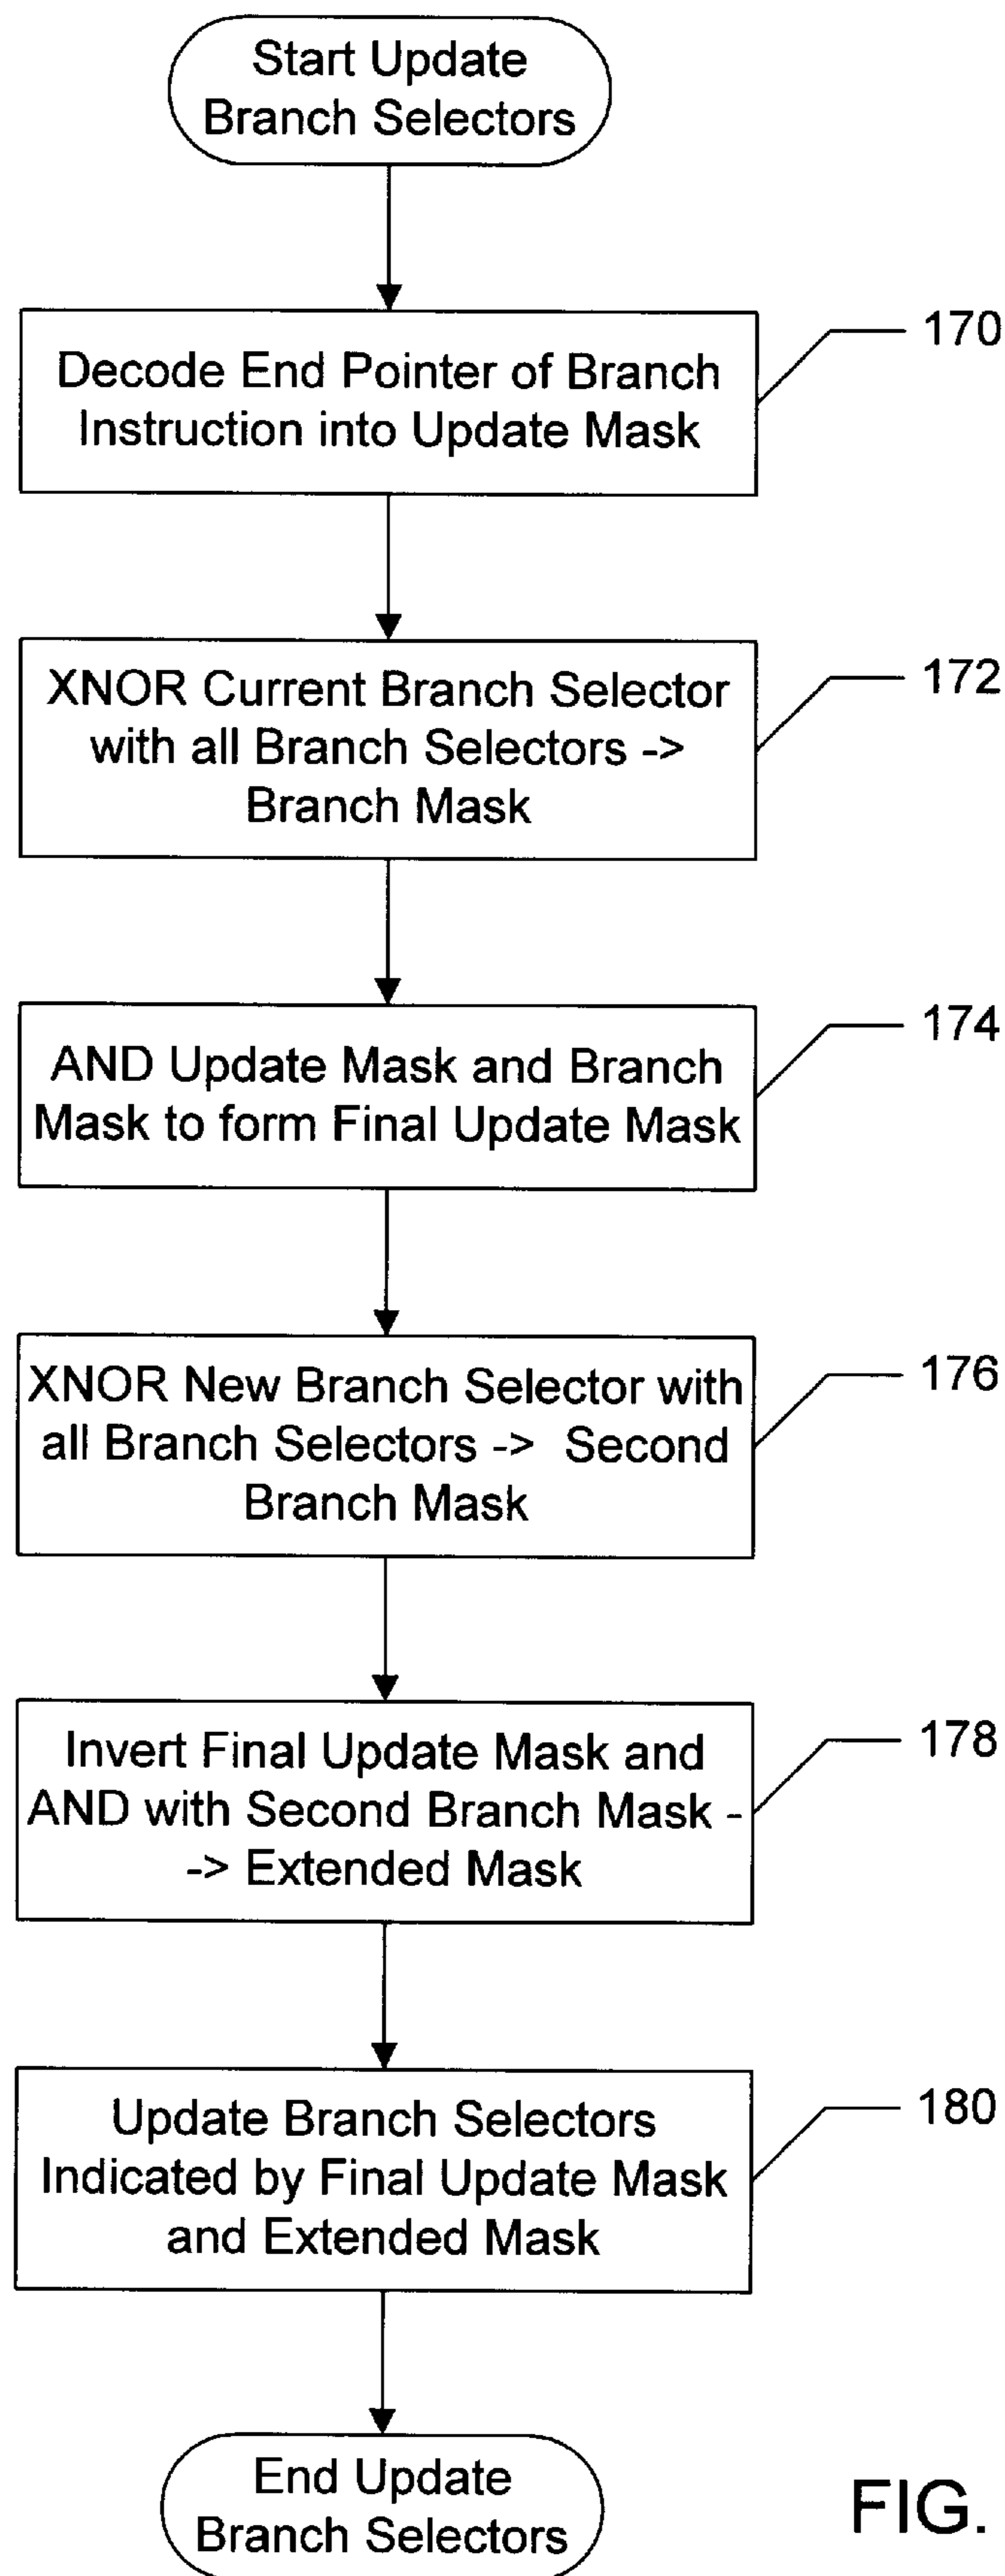 Start Update
Branch Selectors
Decode End Pointer of Branch
Instruction into Update Mask
170
XNOR Current Branch Selector
with all Branch Selectors ->
Branch Mask
172
AND Update Mask and Branch
Mask to form Final Update Mask
174
XNOR New Branch Selector with
all Branch Selectors -> Second
Branch Mask
176
Invert Final Update Mask and
AND with Second Branch Mask -
-> Extended Mask
178
Update Branch Selectors
Indicated by Final Update Mask
and Extended Mask
180
End Update
Branch Selectors
FIG.